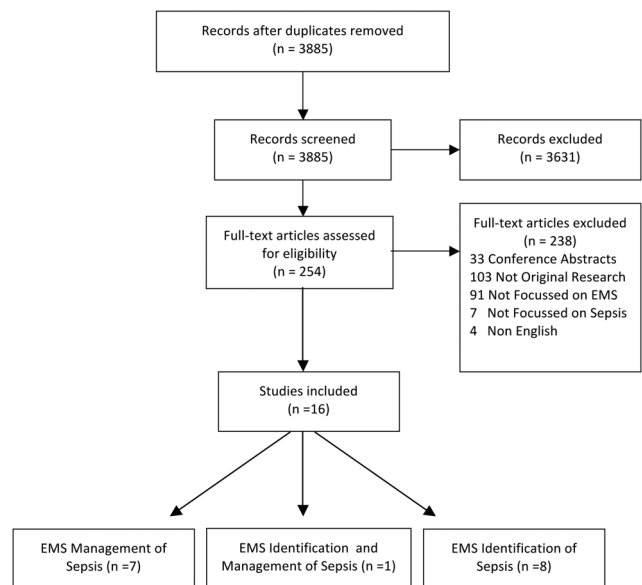 Records after duplicates removed
(n = 3885)
Records screened
(n = 3885)
Records excluded
(n = 3631)
Full-text articles assessed
for eligibility
(n = 254)
Full-text articles excluded
(n = 238)
33 Conference Abstracts
103 Not Original Research
91 Not Focussed on EMS
7 Not Focussed on Sepsis
4 Non English
Studies included
(n =16)
EMS Management of
Sepsis (n =7)
EMS Identification and
Management of Sepsis (n =1)
EMS Identification of
Sepsis (n =8)